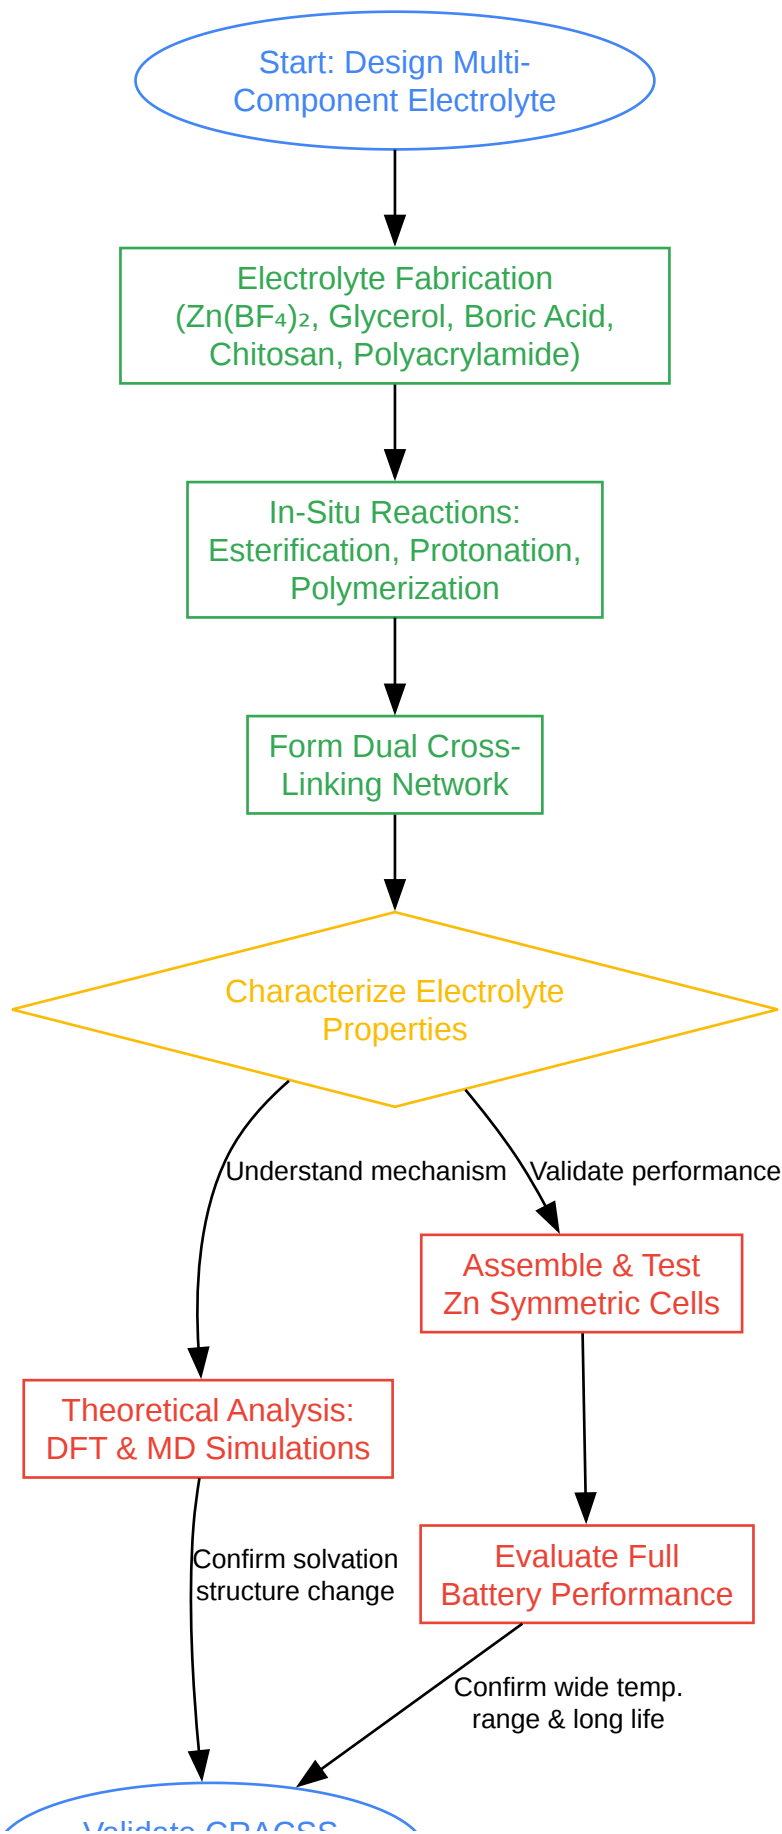 Start: Design Multi-
Component Electrolyte
Electrolyte Fabrication
(Zn(BF₄)₂, Glycerol, Boric Acid,
Chitosan, Polyacrylamide)
In-Situ Reactions:
Esterification, Protonation,
Polymerization
Form Dual Cross-
Linking Network
Characterize Electrolyte
Properties
Understand mechanism
Validate performance
Assemble & Test
Zn Symmetric Cells
Theoretical Analysis:
DFT & MD Simulations
Confirm solvation
structure change
Evaluate Full
Battery Performance
Confirm wide temp.
range & long life
Validate